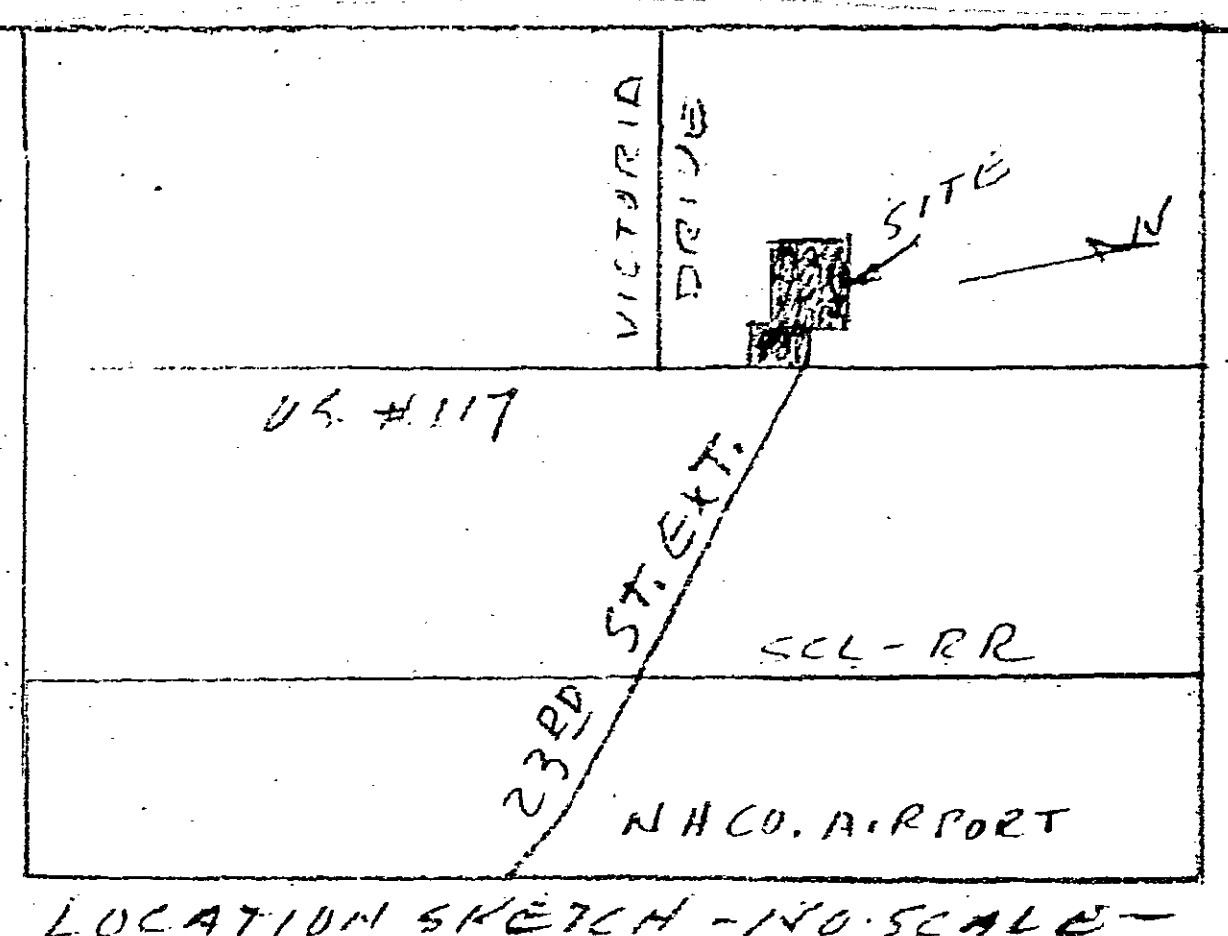 VICTORIA
DRIVE
SITE
N
US #117
23RD ST. EXT.
SCL - RR
N H CO. AIRPORT
LOCATION SKETCH - NO SCALE -